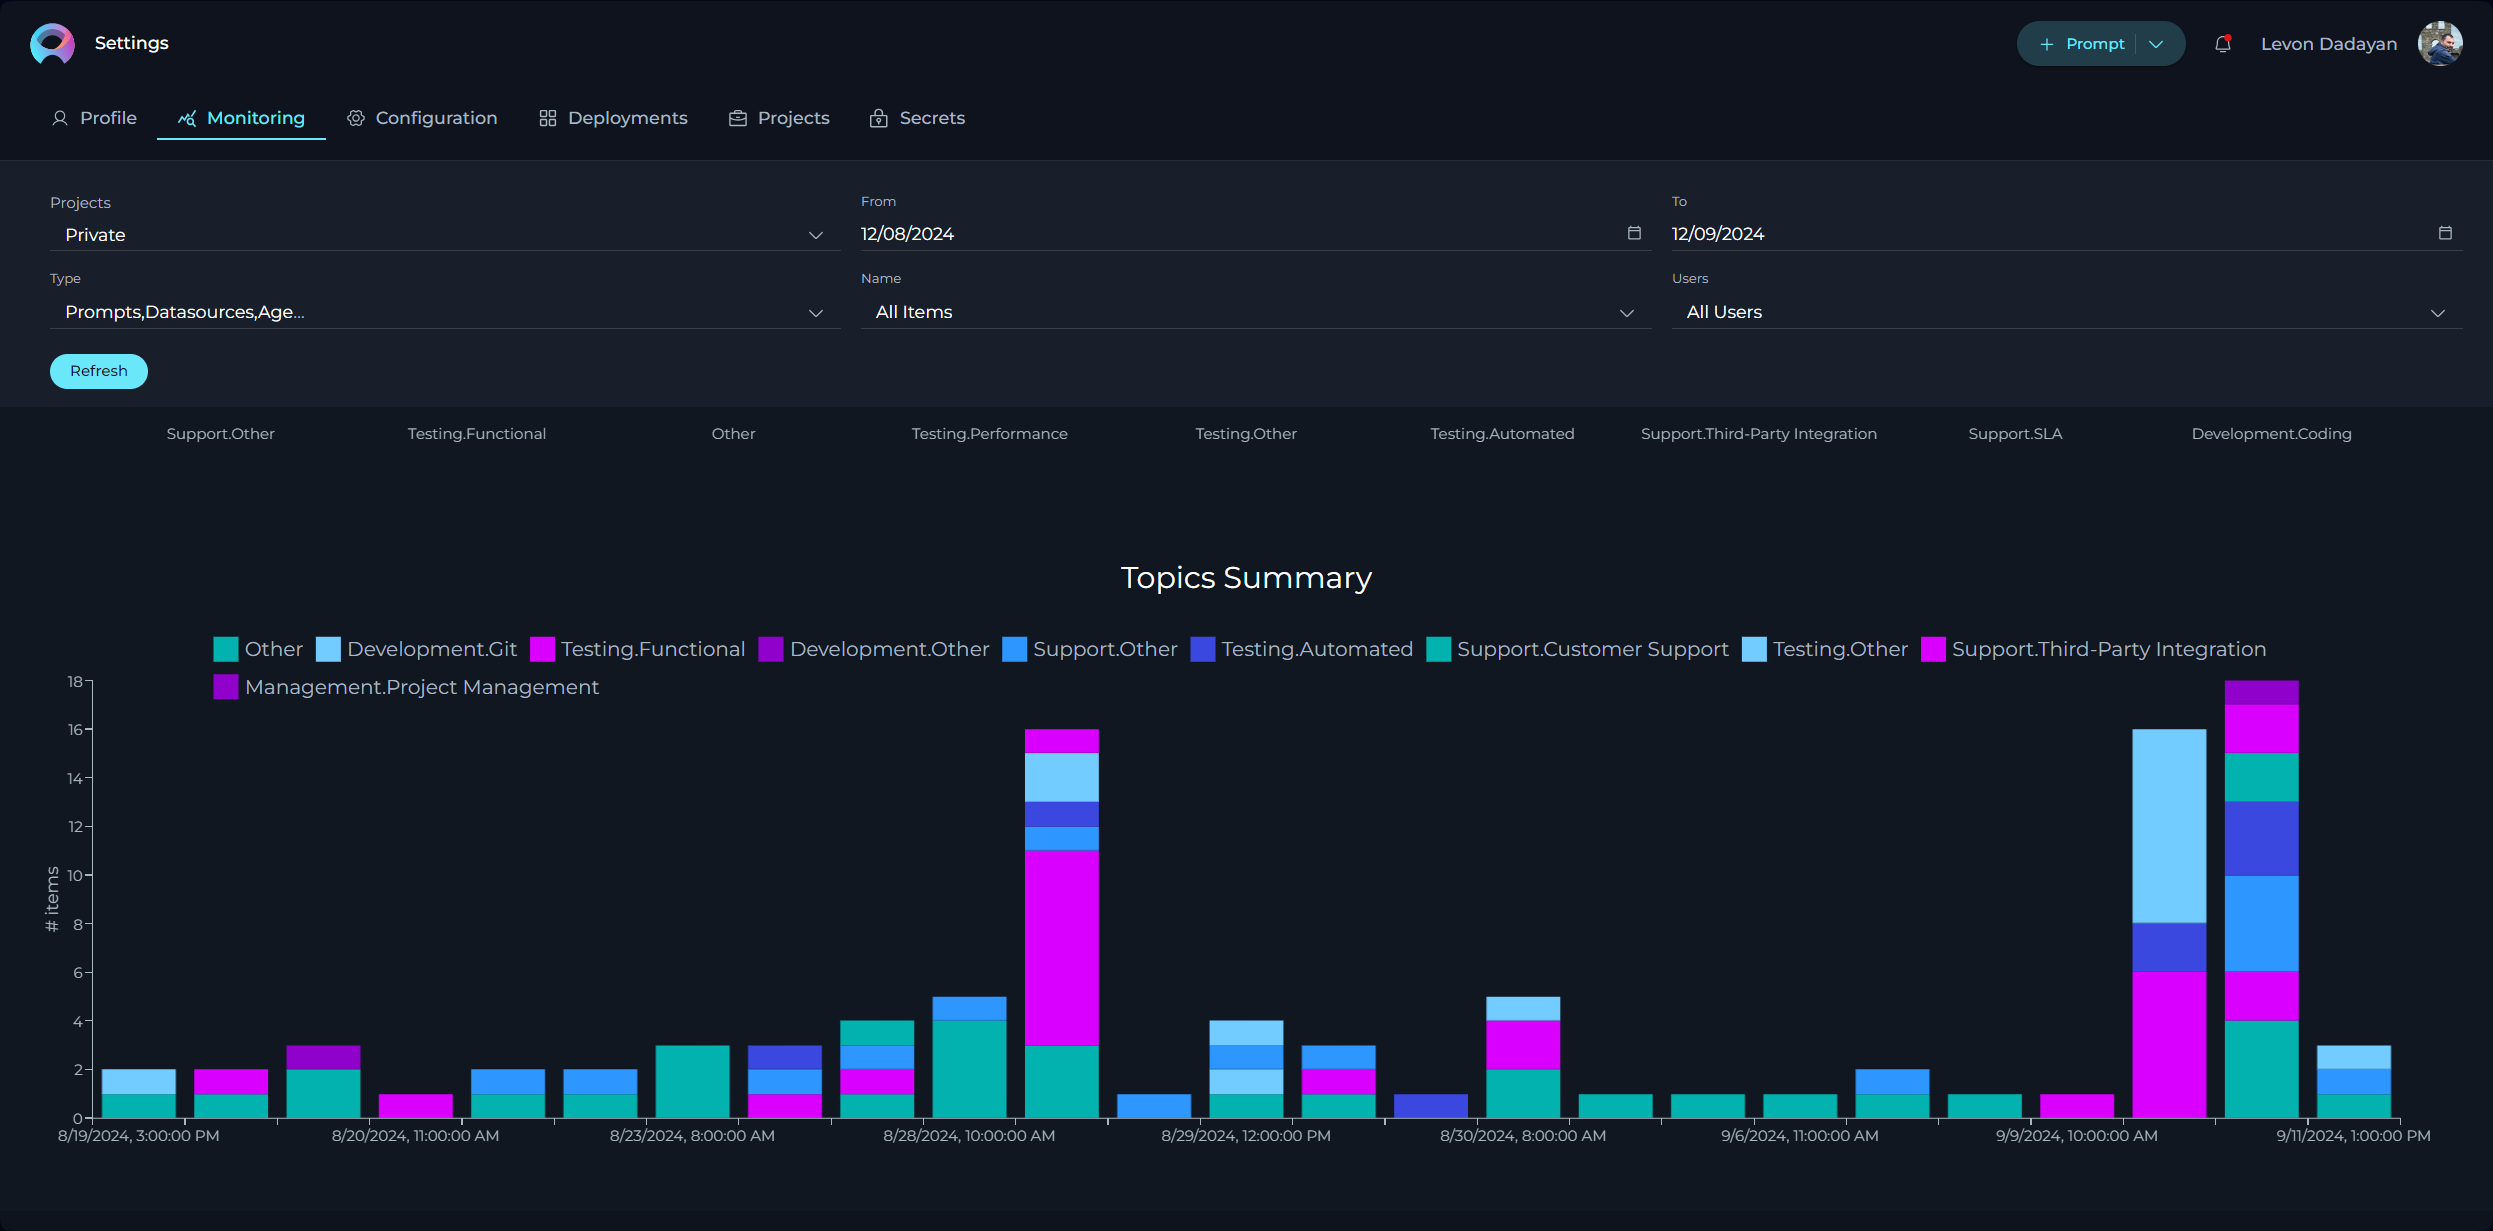 Settings
Prompt
Levon Dadayan
Profile
Monitoring
Configuration
Deployments
Projects
Secrets
Projects
From
To
Private
12/08/2024
12/09/2024
Type
Name
Users
Prompts,Datasources,Age...
All Items
All Users
Refresh
Support.Other
Testing.Functional
Other
Testing.Performance
Testing.Other
Testing.Automated
Support.Third-Party Integration
Support.SLA
Development.Coding
Topics Summary
Other
Development.Git
Testing.Functional
Development.Other
Support.Other
Testing.Automated
Support.Customer Support
Testing.Other
Support.Third-Party Integration
Management.Project Management
# items
18
16
14
12
10
8
6
4
2
0
8/19/2024, 3:00:00 PM
8/20/2024, 11:00:00 AM
8/23/2024, 8:00:00 AM
8/28/2024, 10:00:00 AM
8/29/2024, 12:00:00 PM
8/30/2024, 8:00:00 AM
9/6/2024, 11:00:00 AM
9/9/2024, 10:00:00 AM
9/11/2024, 1:00:00 PM